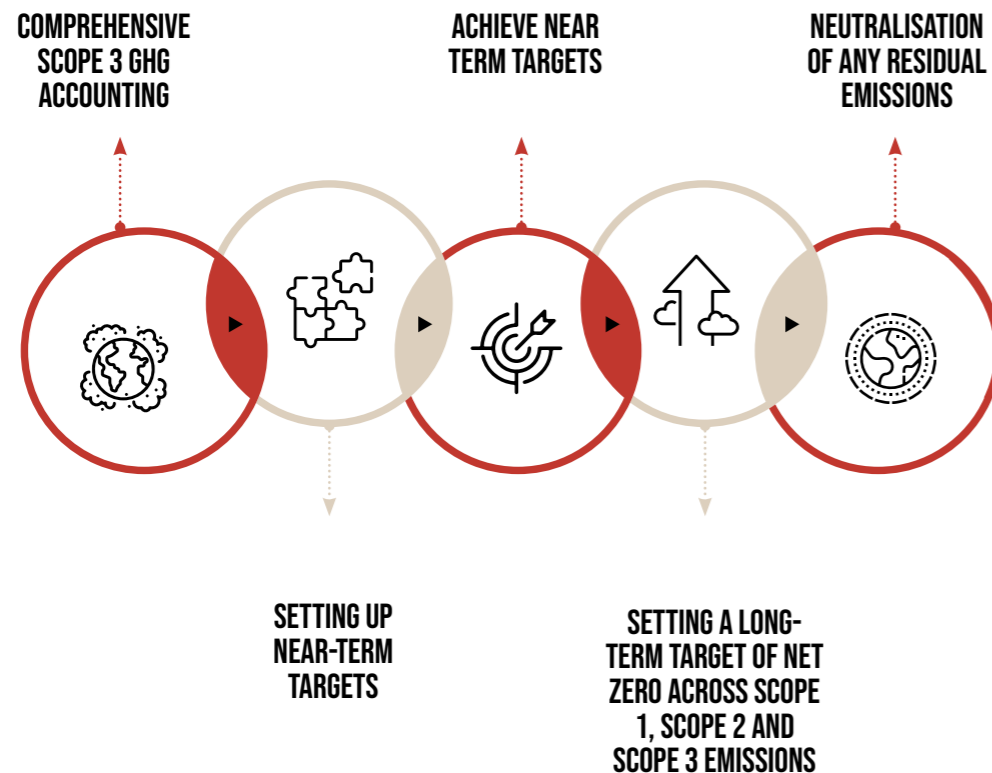 COMPREHENSIVE
SCOPE 3 GHG
ACCOUNTING
ACHIEVE NEAR
TERM TARGETS
NEUTRALISATION
OF ANY RESIDUAL
EMISSIONS
SETTING UP
NEAR-TERM
TARGETS
SETTING A LONG-
TERM TARGET OF NET
ZERO ACROSS SCOPE
1, SCOPE 2 AND
SCOPE 3 EMISSIONS